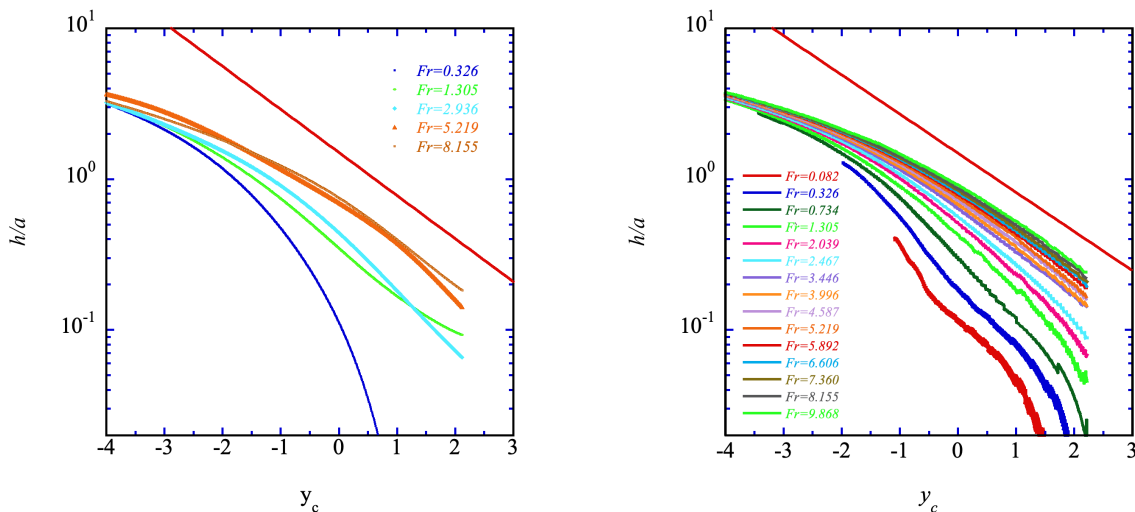 10^1
10^0
10^-1
h/a
-4 -3 -2 -1 0 1 2 3
y_c
Fr=0.326
Fr=1.305
Fr=2.936
Fr=5.219
Fr=8.155
10^1
10^0
10^-1
h/a
-4 -3 -2 -1 0 1 2 3
y_c
Fr=0.082
Fr=0.326
Fr=0.734
Fr=1.305
Fr=2.039
Fr=2.467
Fr=3.446
Fr=3.996
Fr=4.587
Fr=5.219
Fr=5.892
Fr=6.606
Fr=7.360
Fr=8.155
Fr=9.868